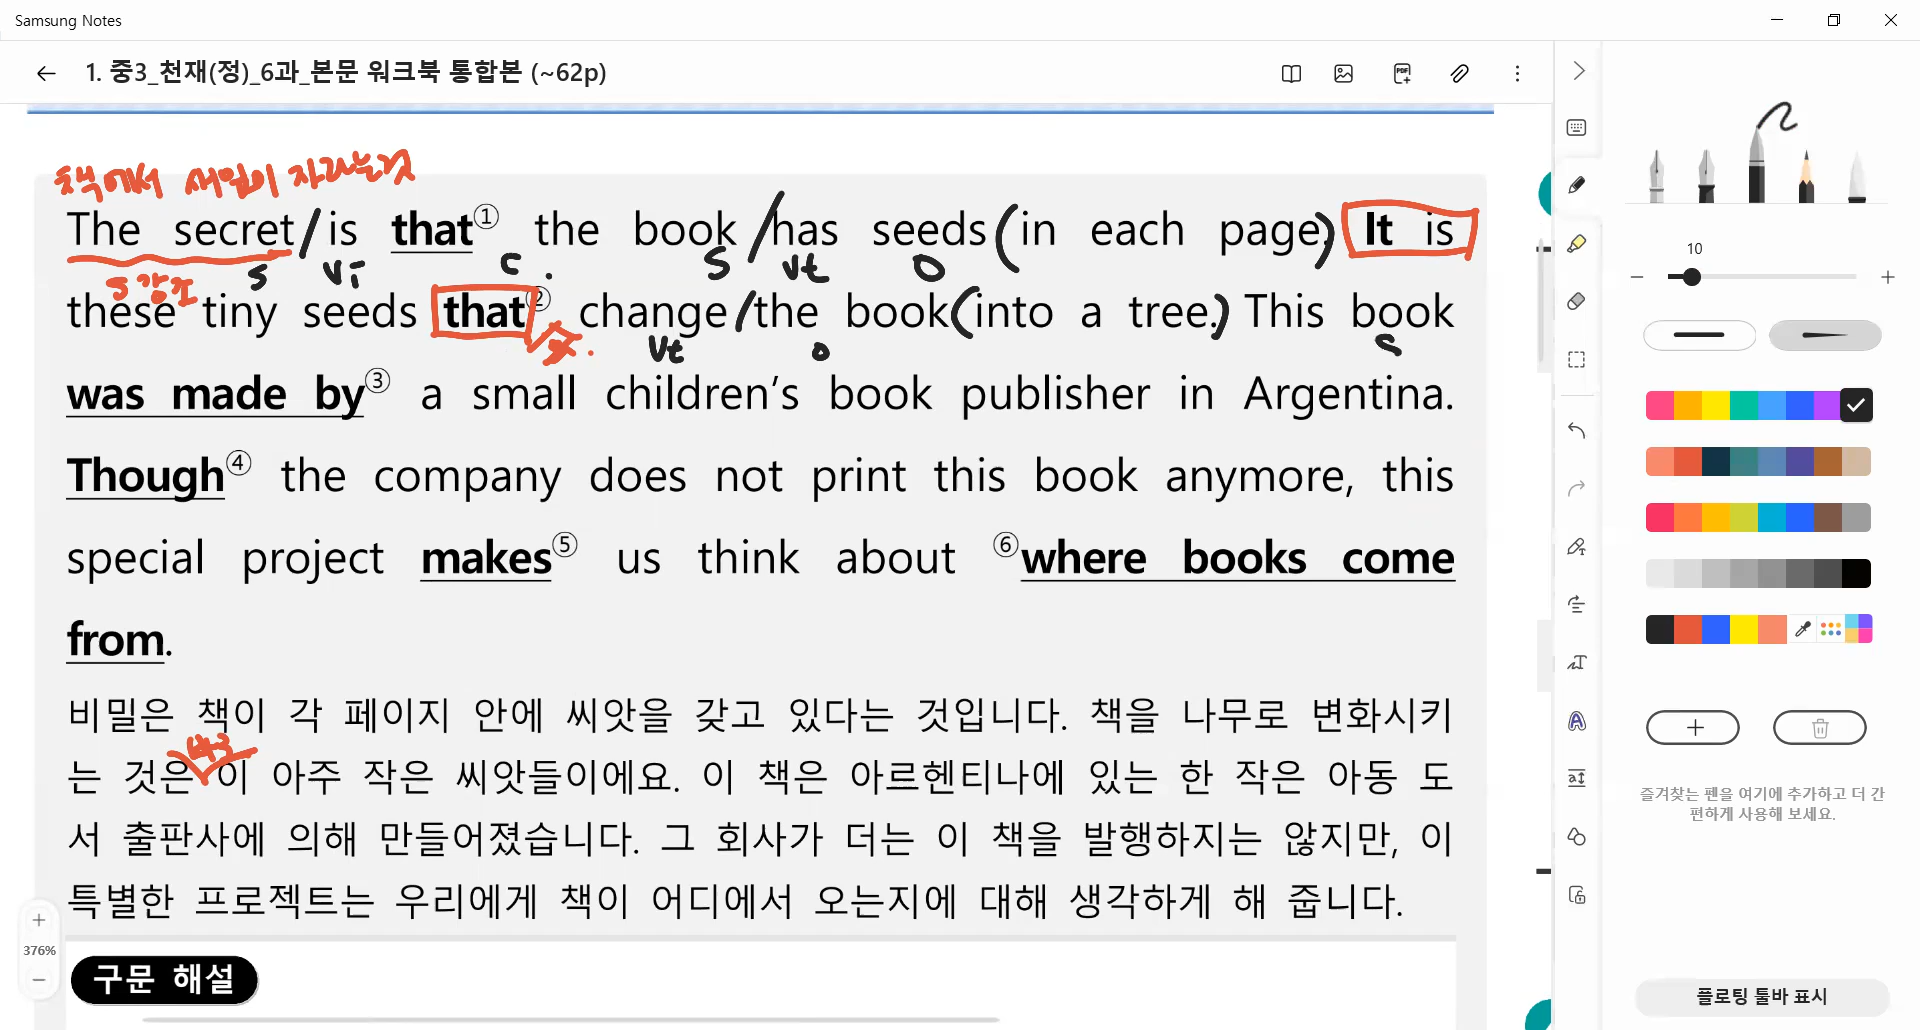 Samsung Notes
1. 중3_천재(정)_6과_본문 워크북 통합본 (~62p)
책에서 새잎이 자라는것
The secret / is that① the book / has seeds (in each page.) It is
S Vi C S Vt O
S강조
these tiny seeds that② change / the book (into a tree.) This book
Vt O S
was made by③ a small children's book publisher in Argentina.
Though④ the company does not print this book anymore, this
special project makes⑤ us think about ⑥where books come
from.
비밀은 책이 각 페이지 안에 씨앗을 갖고 있다는 것입니다. 책을 나무로 변화시키
바로
는 것은 이 아주 작은 씨앗들이에요. 이 책은 아르헨티나에 있는 한 작은 아동 도
서 출판사에 의해 만들어졌습니다. 그 회사가 더는 이 책을 발행하지는 않지만, 이
특별한 프로젝트는 우리에게 책이 어디에서 오는지에 대해 생각하게 해 줍니다.
구문 해설
376%
10
즐겨찾는 펜을 여기에 추가하고 더 간
편하게 사용해 보세요.
플로팅 툴바 표시